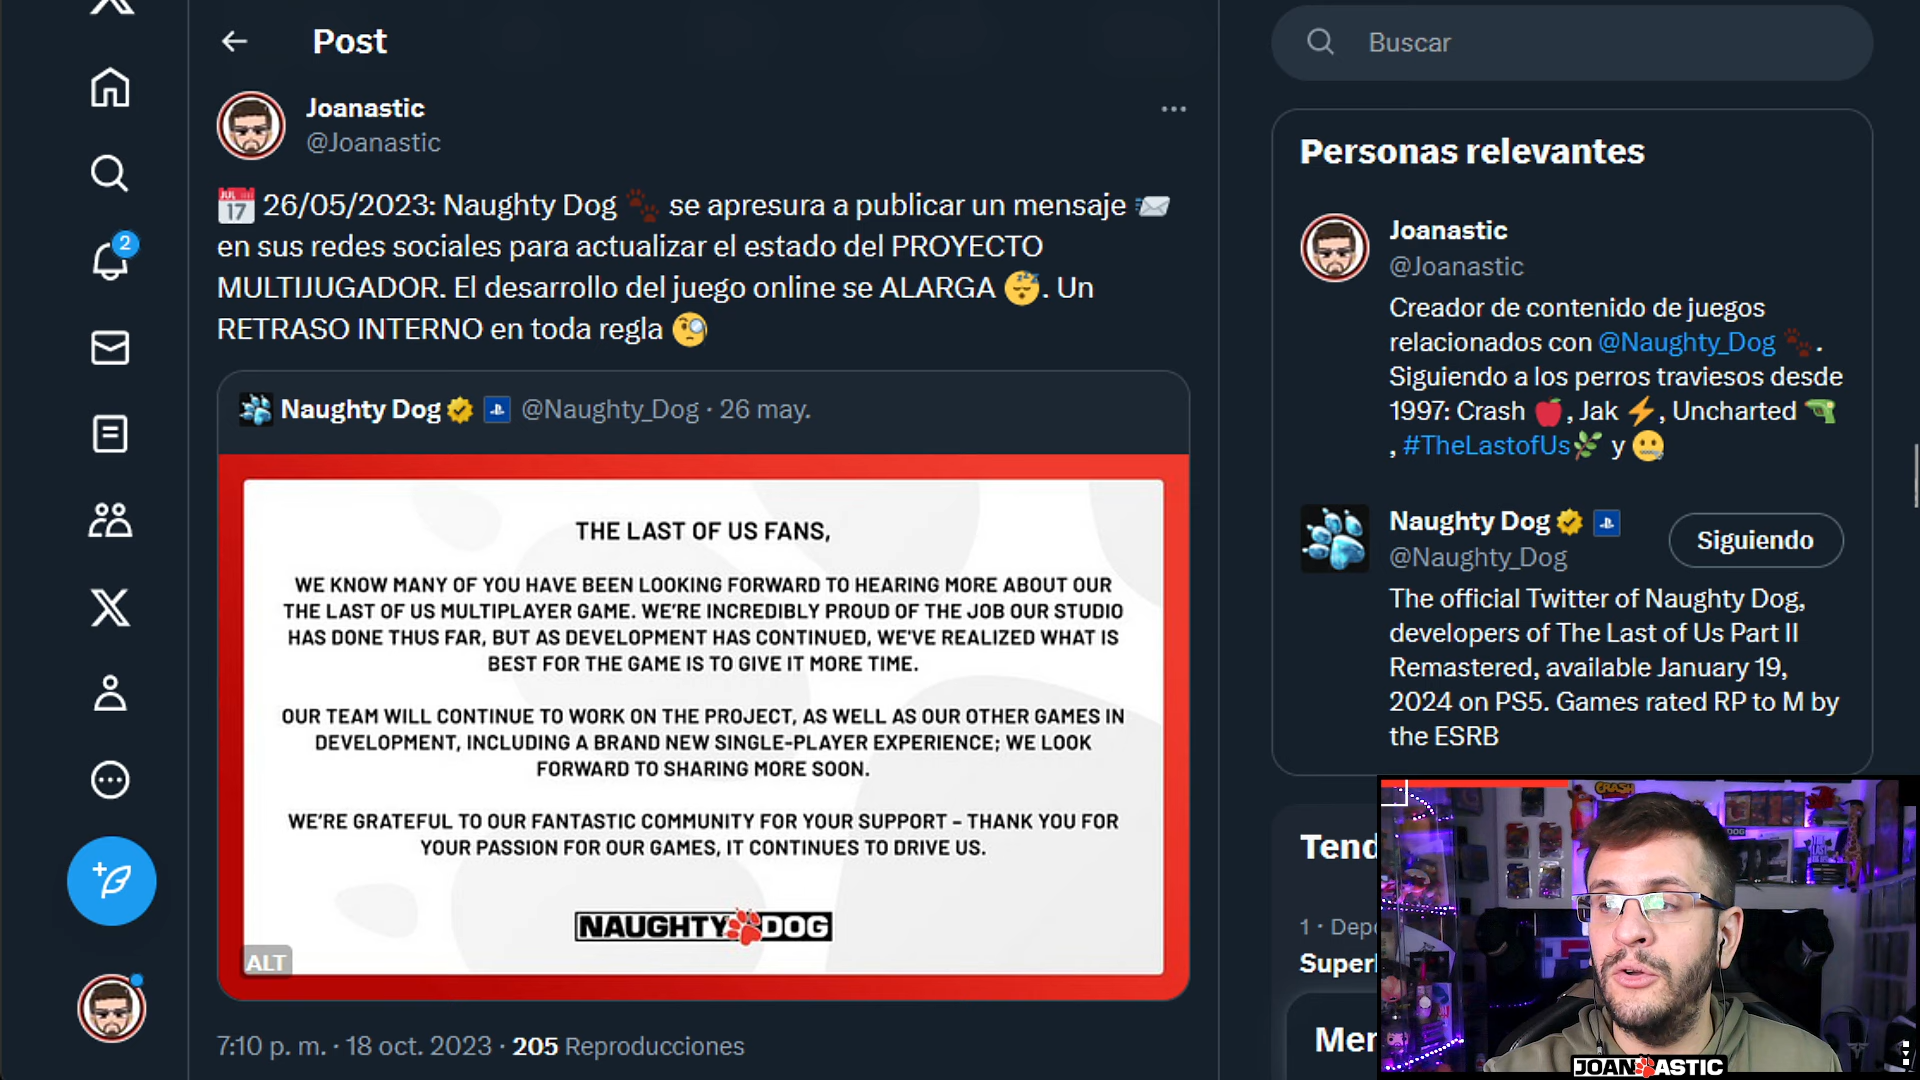 Post
Joanastic
@Joanastic
JUL 17 26/05/2023: Naughty Dog 🐾 se apresura a publicar un mensaje 📨
en sus redes sociales para actualizar el estado del PROYECTO
MULTIJUGADOR. El desarrollo del juego online se ALARGA 😴. Un
RETRASO INTERNO en toda regla 🧐
Naughty Dog @Naughty_Dog · 26 may.
THE LAST OF US FANS,
WE KNOW MANY OF YOU HAVE BEEN LOOKING FORWARD TO HEARING MORE ABOUT OUR
THE LAST OF US MULTIPLAYER GAME. WE'RE INCREDIBLY PROUD OF THE JOB OUR STUDIO
HAS DONE THUS FAR, BUT AS DEVELOPMENT HAS CONTINUED, WE'VE REALIZED WHAT IS
BEST FOR THE GAME IS TO GIVE IT MORE TIME.
OUR TEAM WILL CONTINUE TO WORK ON THE PROJECT, AS WELL AS OUR OTHER GAMES IN
DEVELOPMENT, INCLUDING A BRAND NEW SINGLE-PLAYER EXPERIENCE; WE LOOK
FORWARD TO SHARING MORE SOON.
WE'RE GRATEFUL TO OUR FANTASTIC COMMUNITY FOR YOUR SUPPORT – THANK YOU FOR
YOUR PASSION FOR OUR GAMES, IT CONTINUES TO DRIVE US.
NAUGHTY DOG
ALT
7:10 p. m. · 18 oct. 2023 · 205 Reproducciones
2
Buscar
Personas relevantes
Joanastic
@Joanastic
Creador de contenido de juegos
relacionados con @Naughty_Dog 🐾.
Siguiendo a los perros traviesos desde
1997: Crash 🍎, Jak ⚡, Uncharted 🔫
, #TheLastofUs🌿 y 🤐
Naughty Dog
@Naughty_Dog
Siguiendo
The official Twitter of Naughty Dog,
developers of The Last of Us Part II
Remastered, available January 19,
2024 on PS5. Games rated RP to M by
the ESRB
Tend
1 · Depo
Super
Mer
CRASH
JOANASTIC